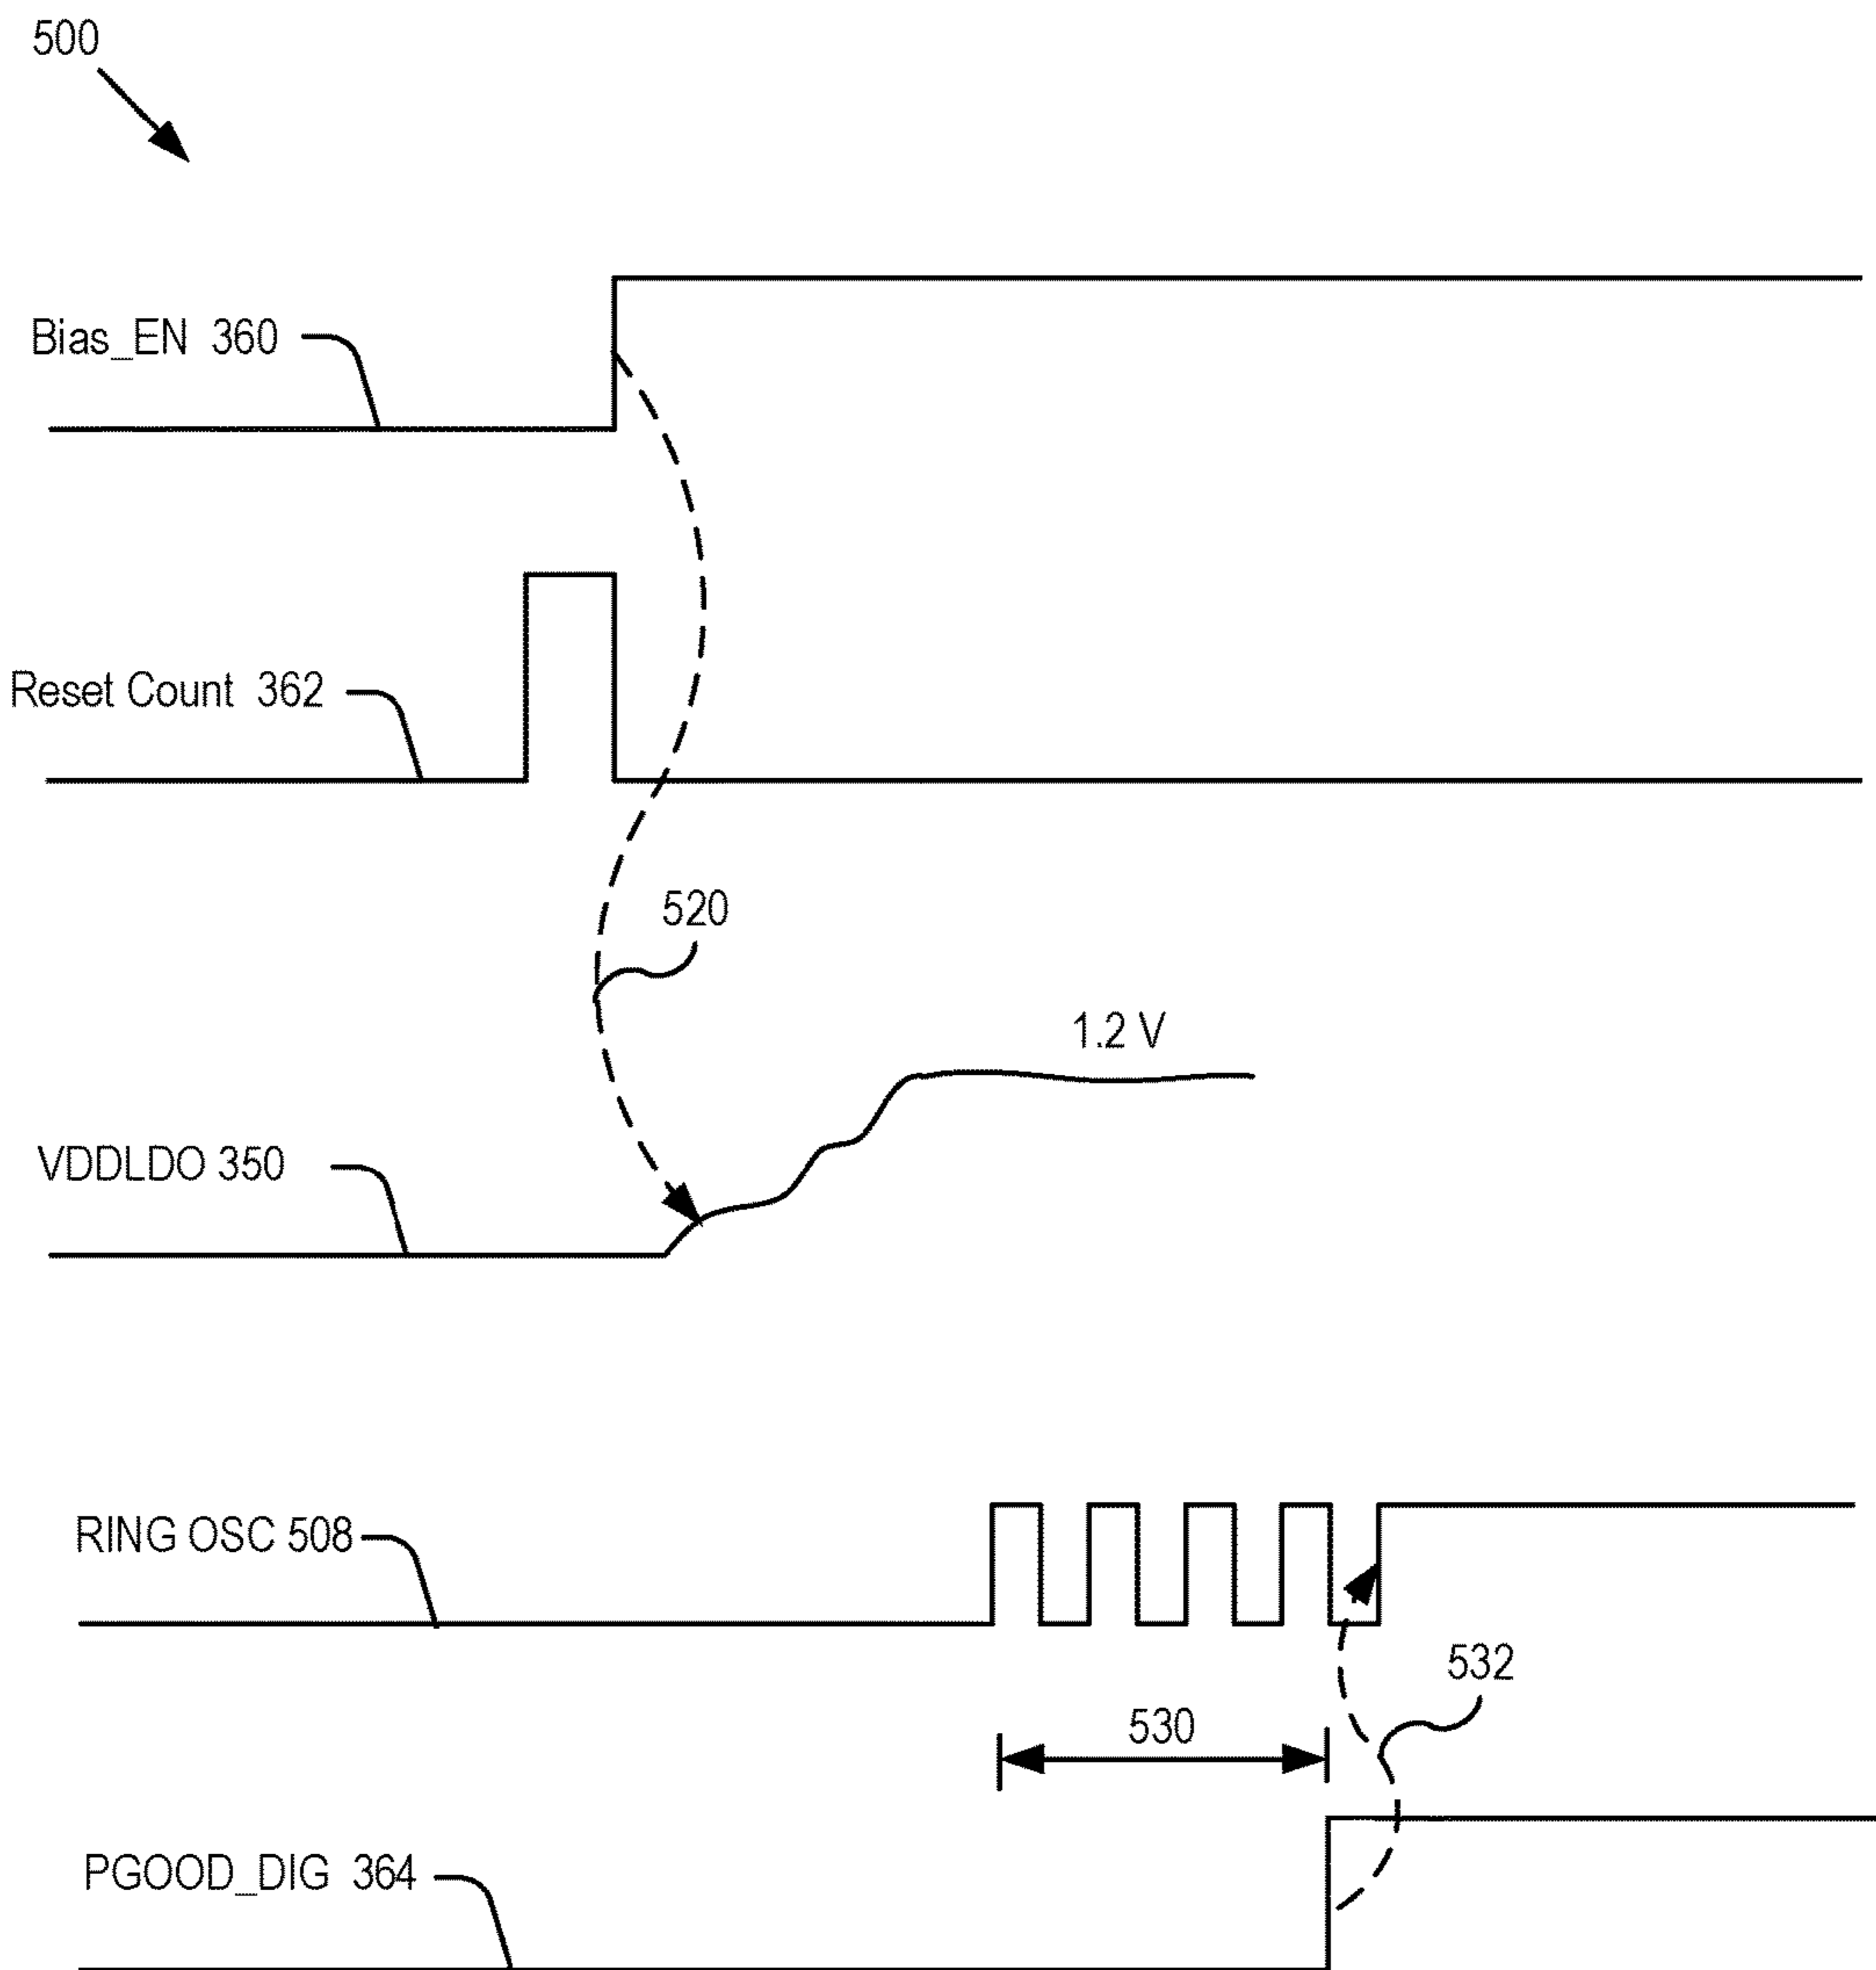 500
Bias_EN 360
Reset Count 362
520
1.2 V
VDDLDO 350
RING OSC 508
532
530
PGOOD_DIG 364